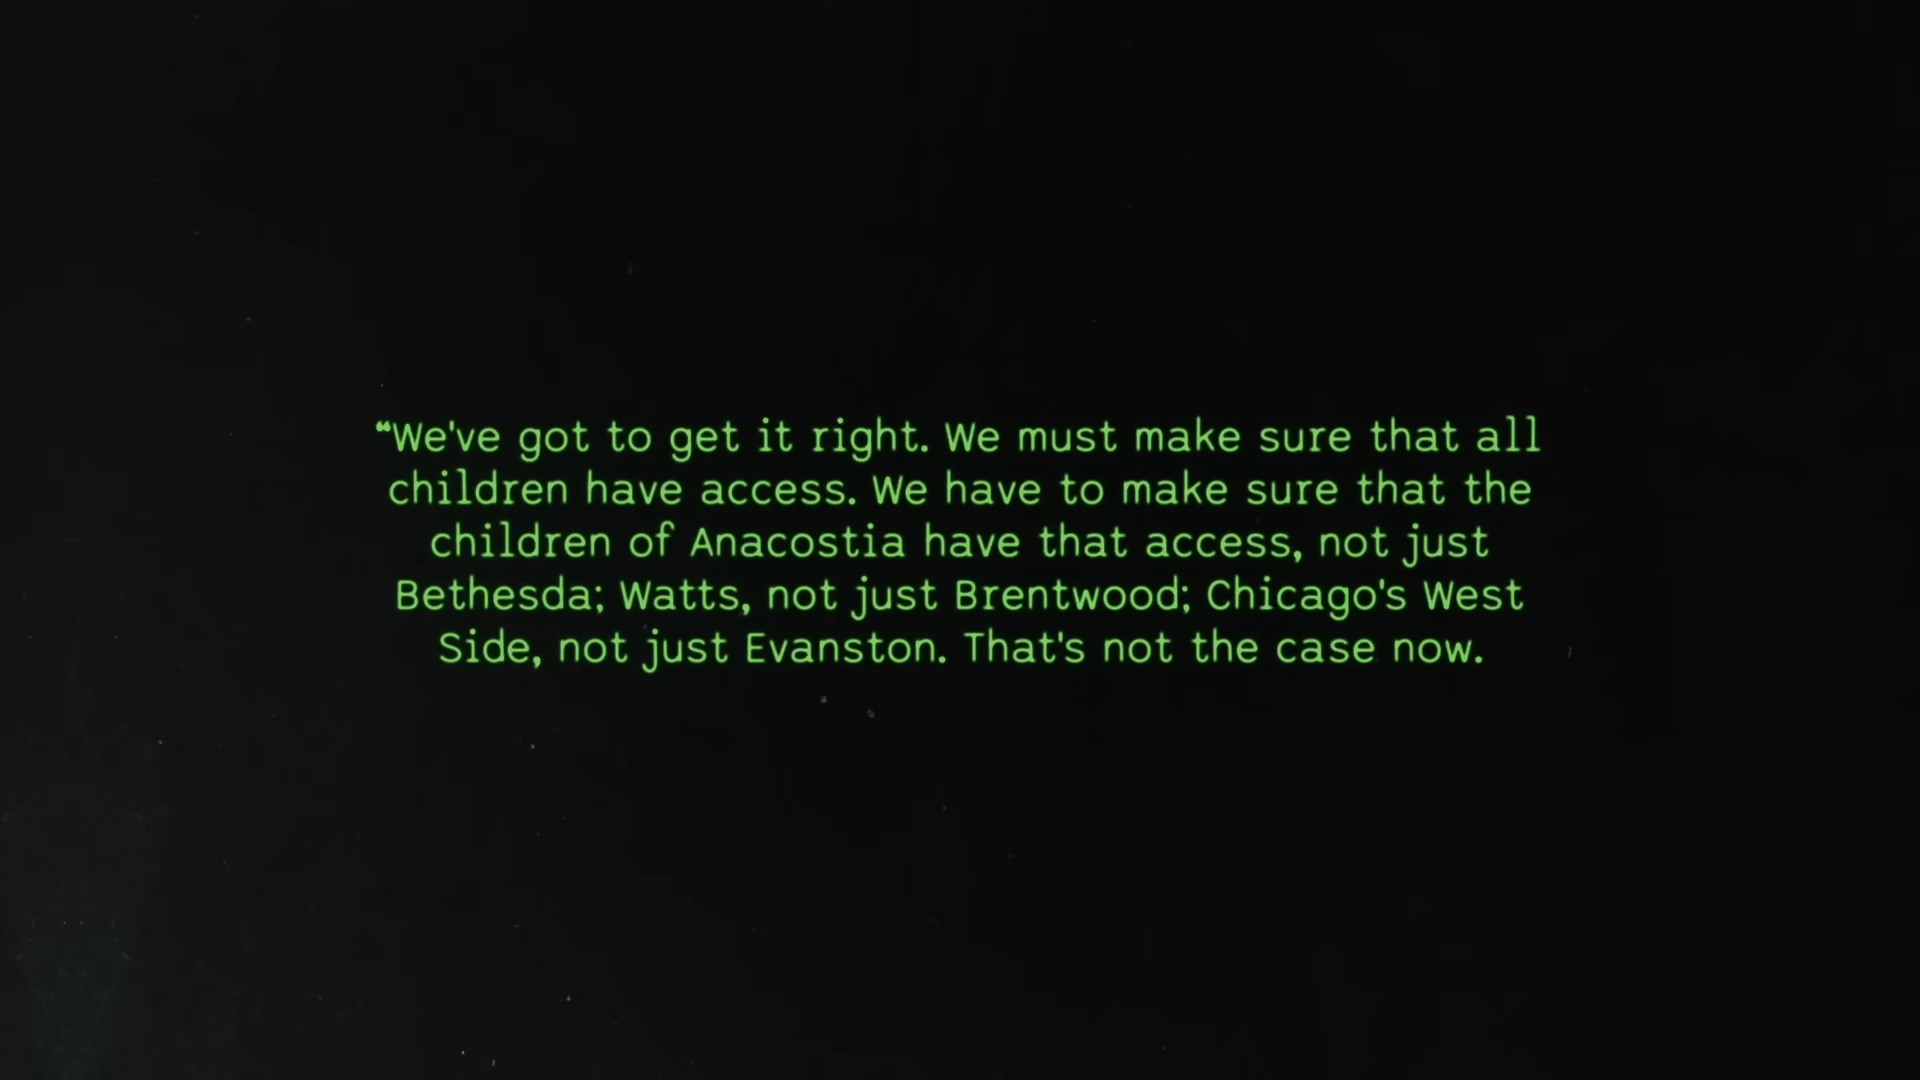 “We've got to get it right. We must make sure that all
children have access. We have to make sure that the
children of Anacostia have that access, not just
Bethesda; Watts, not just Brentwood; Chicago's West
Side, not just Evanston. That's not the case now.